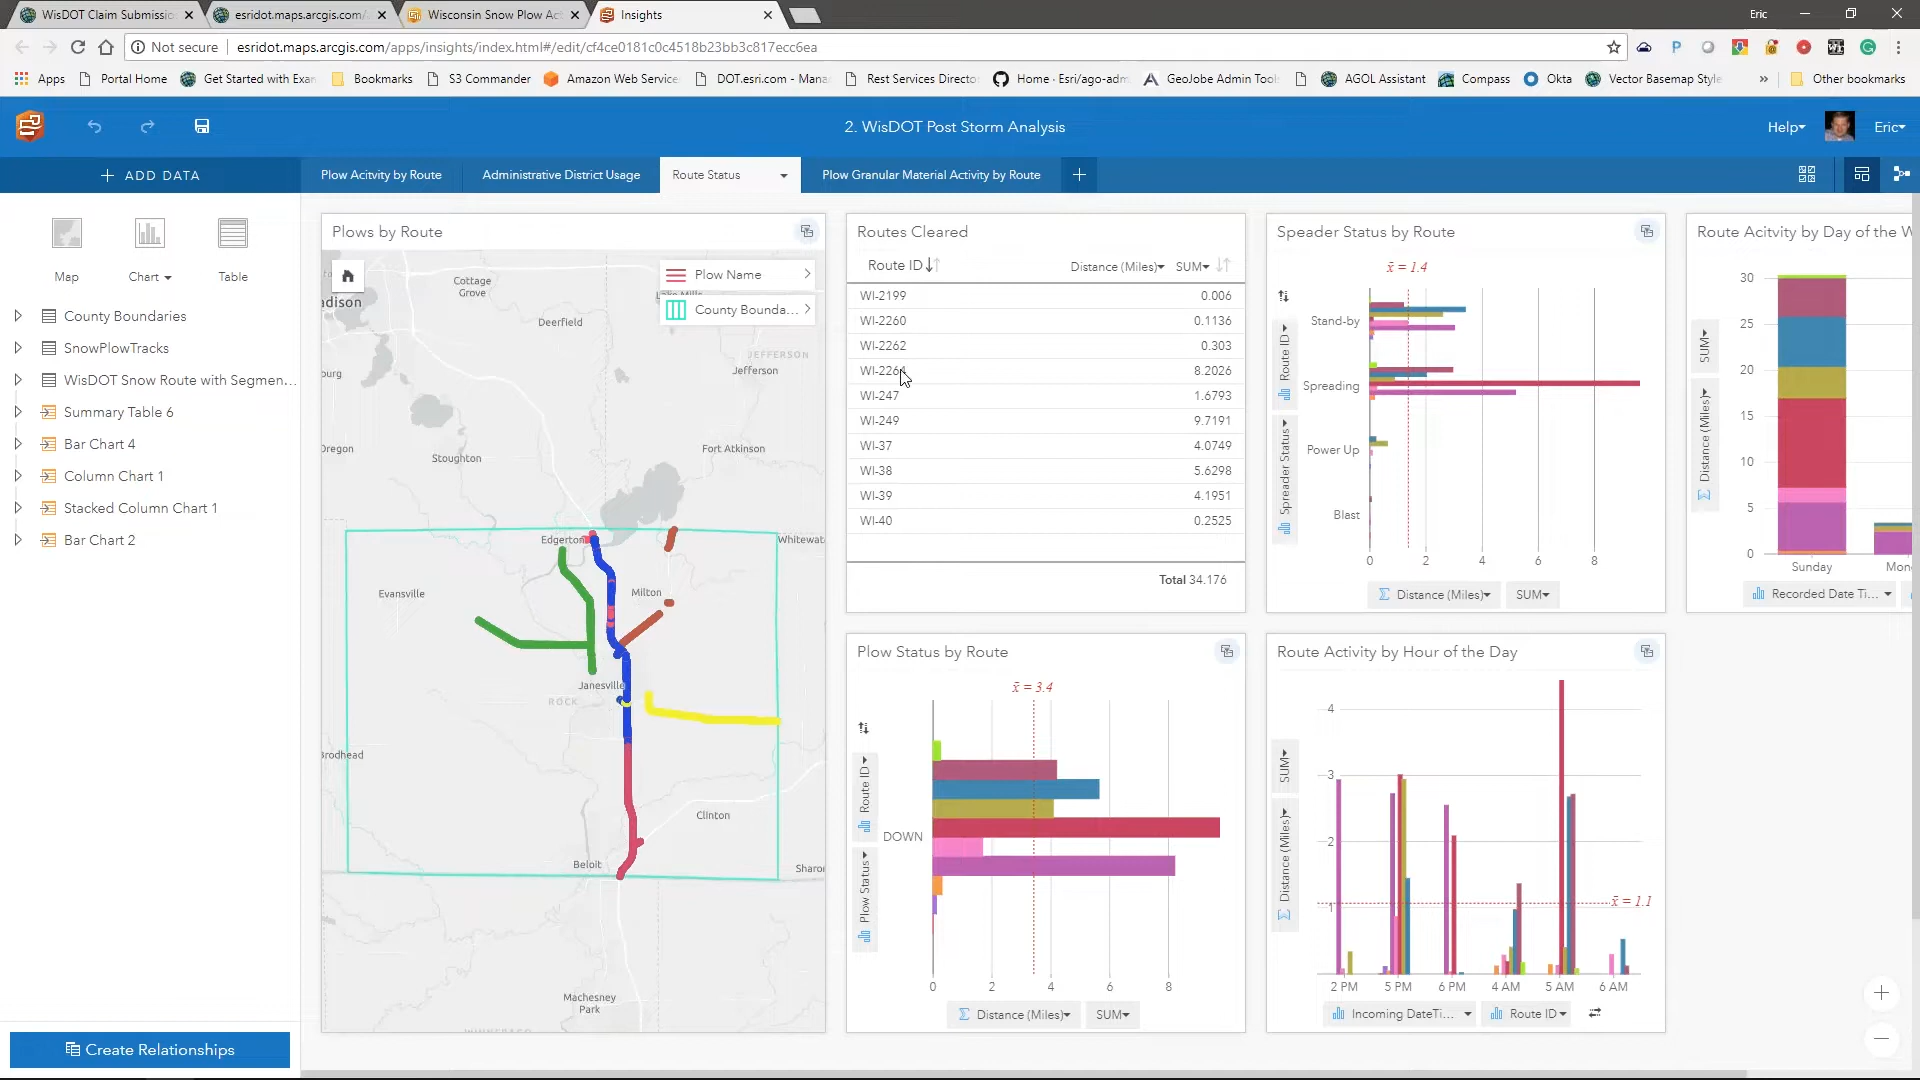 WisDOT Claim Submissio
esridot.maps.arcgis.com/
Wisconsin Snow Plow Act
Insights
Eric
Not secure
esridot.maps.arcgis.com/apps/insights/index.html#/edit/cf4ce0181c0c4518b23bb3c817ecc6ea
Apps
Portal Home
Get Started with Exa
Bookmarks
S3 Commander
Amazon Web Service
DOT.esri.com - Mana
Rest Services Directo
Home · Esri/ago-adm
GeoJobe Admin Tool
AGOL Assistant
Compass
Okta
Vector Basemap Style
»
Other bookmarks
2. WisDOT Post Storm Analysis
Help
Eric
ADD DATA
Plow Acitvity by Route
Administrative District Usage
Route Status
Plow Granular Material Activity by Route
Map
Chart
Table
County Boundaries
SnowPlowTracks
WisDOT Snow Route with Segmen...
Summary Table 6
Bar Chart 4
Column Chart 1
Stacked Column Chart 1
Bar Chart 2
Create Relationships
Plows by Route
Plow Name
County Bounda...
adison
Cottage Grove
Deerfield
JEFFERSON
Jefferson
burg
Oregon
Stoughton
Fort Atkinson
Edgerton
Whitewat
Evansville
Milton
Janesville
ROCK
Brodhead
Clinton
Beloit
Sharon
Machesney Park
Routes Cleared
Route ID Distance (Miles) SUM
WI-2199 0.006
WI-2260 0.1136
WI-2262 0.303
WI-2264 8.2026
WI-247 1.6793
WI-249 9.7191
WI-37 4.0749
WI-38 5.6298
WI-39 4.1951
WI-40 0.2525
Total 34.176
Speader Status by Route
x̄ = 1.4
Route ID
Speader Status
Stand-by
Spreading
Power Up
Blast
0 2 4 6 8
Distance (Miles) SUM
Route Acitvity by Day of the W
SUM
Distance (Miles)
30
25
20
15
10
5
0
Sunday Mon
Recorded Date Ti...
Plow Status by Route
x̄ = 3.4
Route ID
Plow Status
DOWN
0 2 4 6 8
Distance (Miles) SUM
Route Activity by Hour of the Day
SUM
Distance (Miles)
4
3
2
1
x̄ = 1.1
2 PM 5 PM 6 PM 4 AM 5 AM 6 AM
Incoming DateTi... Route ID